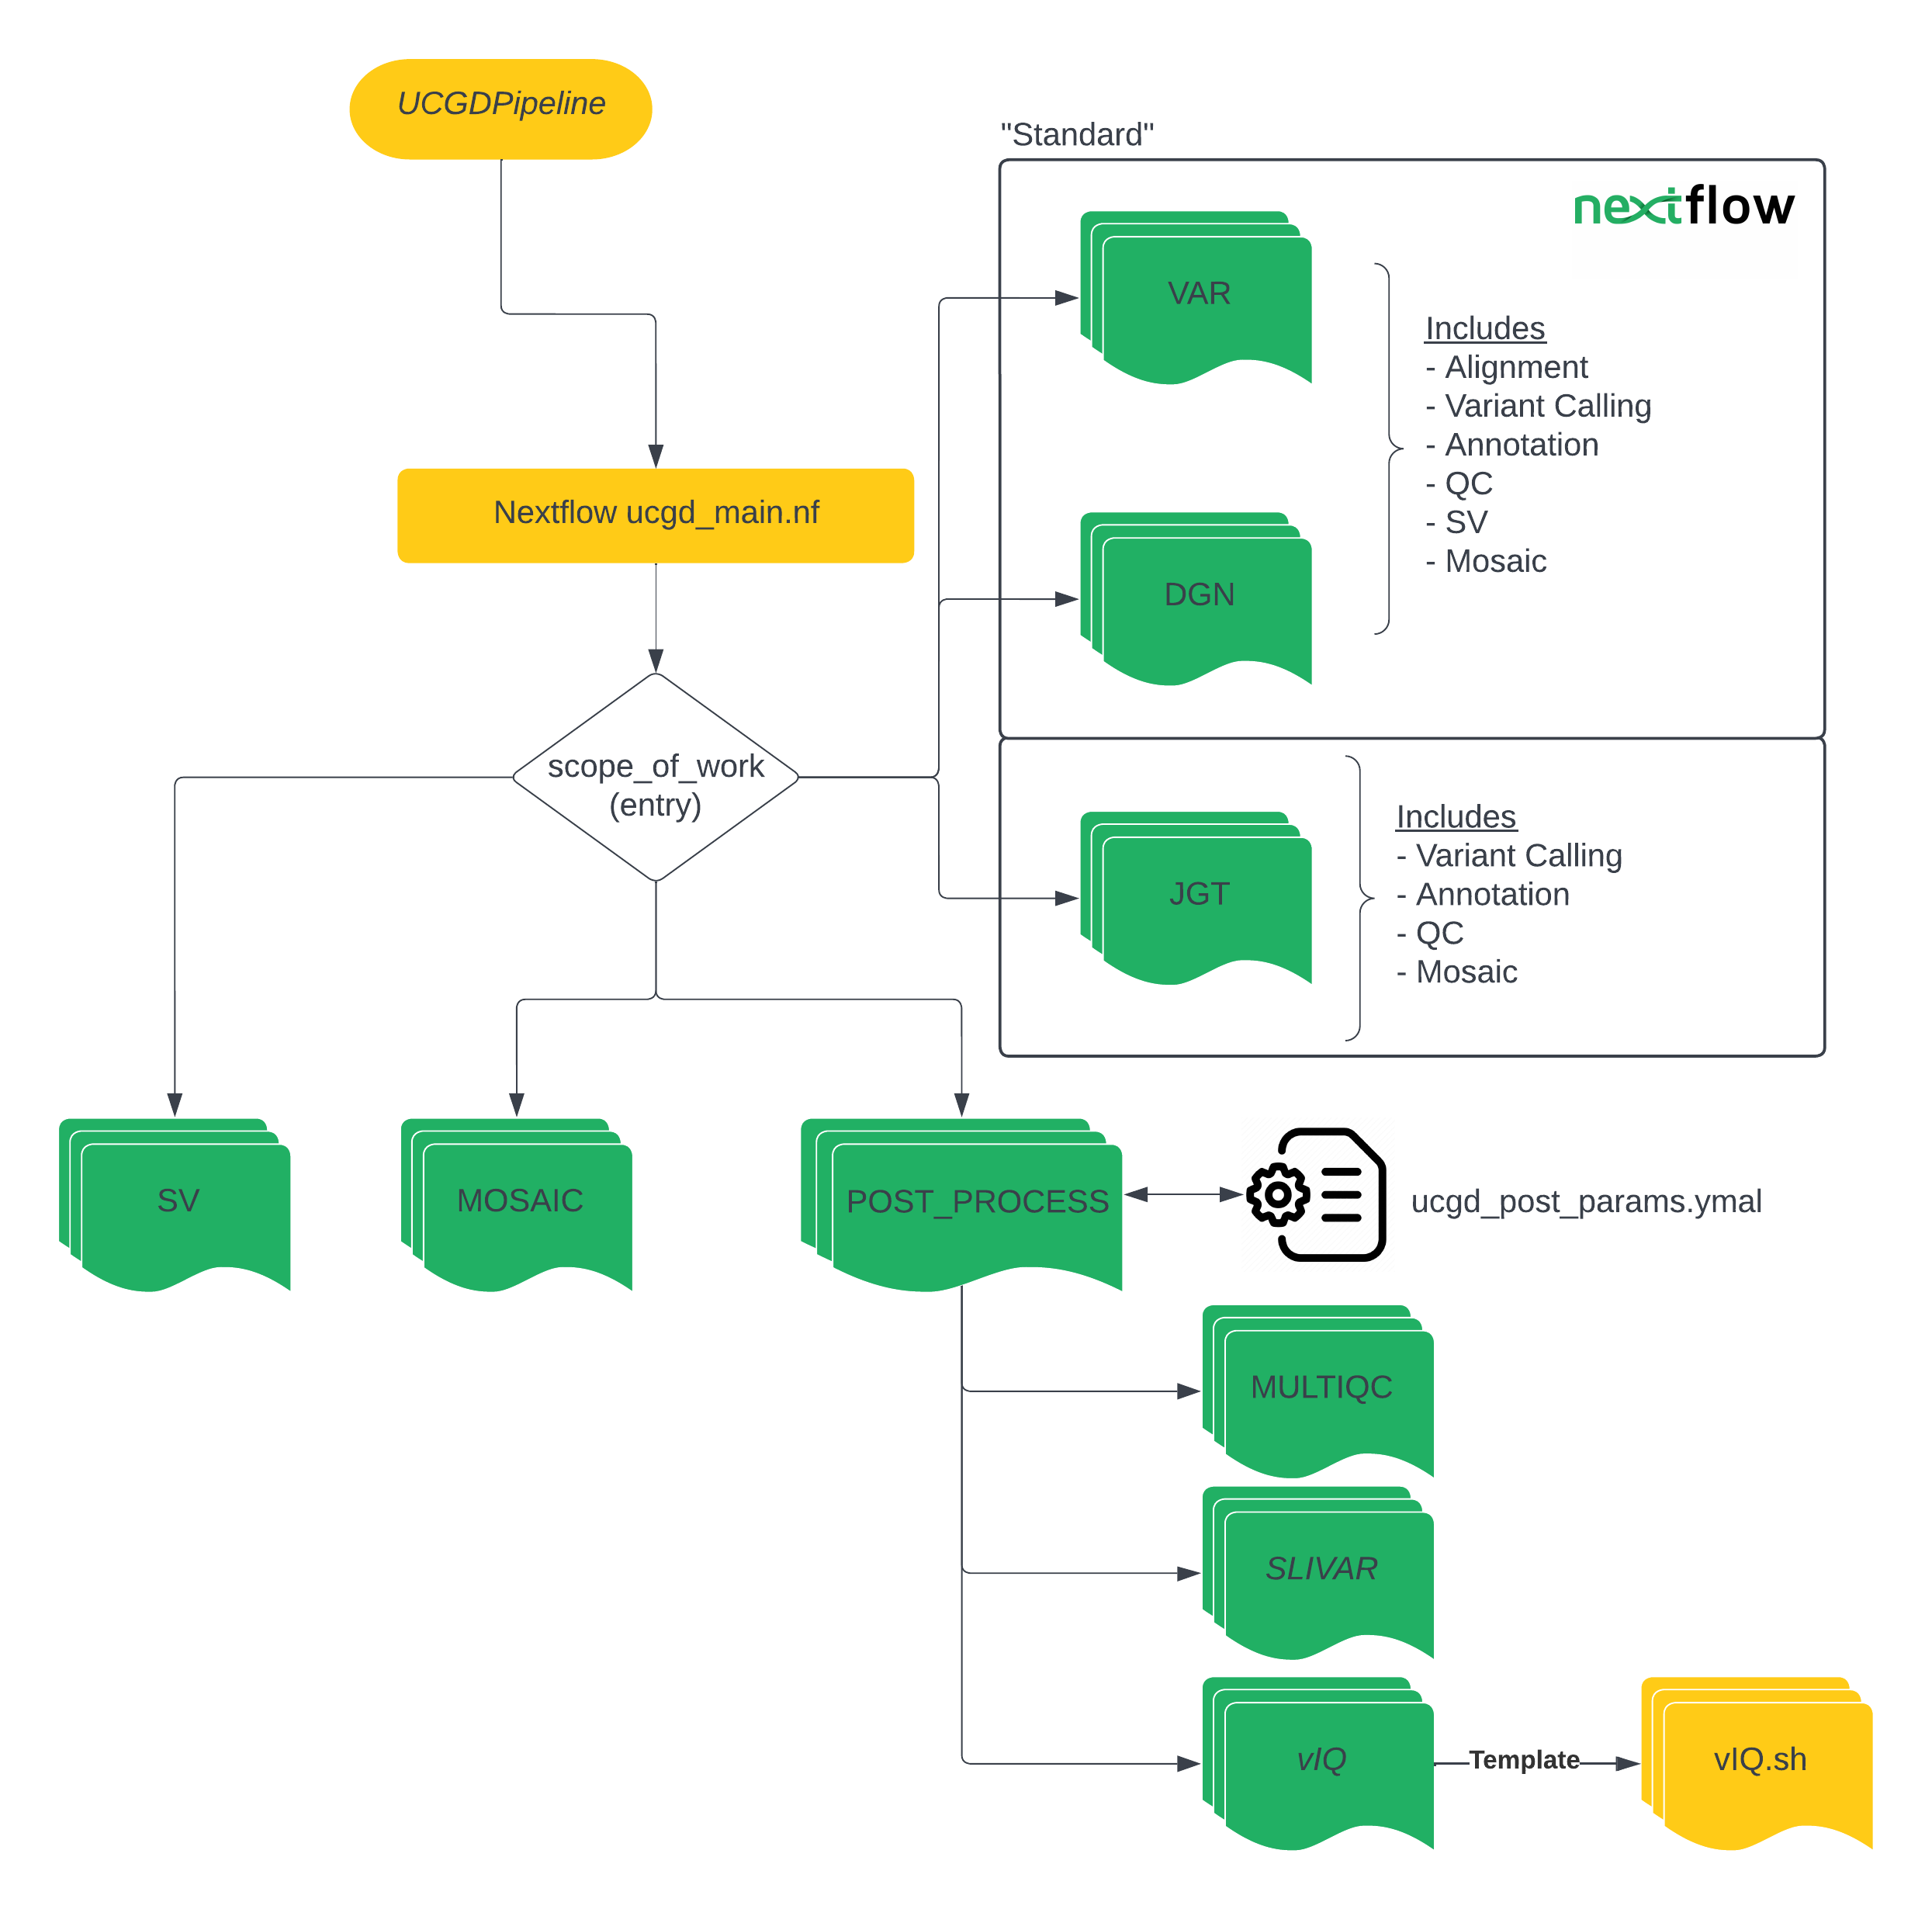 UCGDPipeline
"Standard"
nextflow
VAR
Includes
- Alignment
- Variant Calling
- Annotation
- QC
- SV
- Mosaic
Nextflow ucgd_main.nf
DGN
scope_of_work
(entry)
JGT
Includes
- Variant Calling
- Annotation
- QC
- Mosaic
SV
MOSAIC
POST_PROCESS
ucgd_post_params.ymal
MULTIQC
SLIVAR
vIQ
Template
vIQ.sh